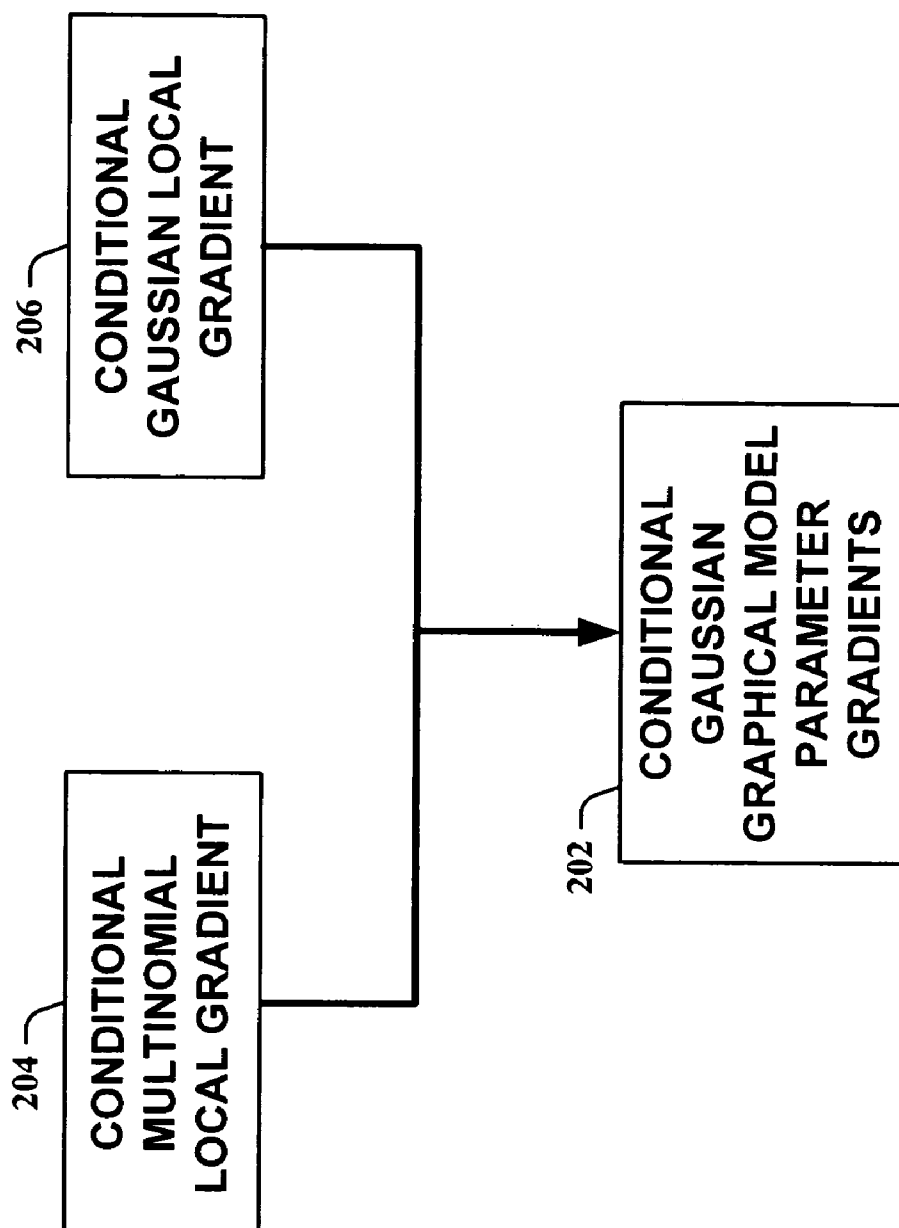 204
CONDITIONAL
MULTINOMIAL
LOCAL GRADIENT
206
CONDITIONAL
GAUSSIAN LOCAL
GRADIENT
202
CONDITIONAL
GAUSSIAN
GRAPHICAL MODEL
PARAMETER
GRADIENTS